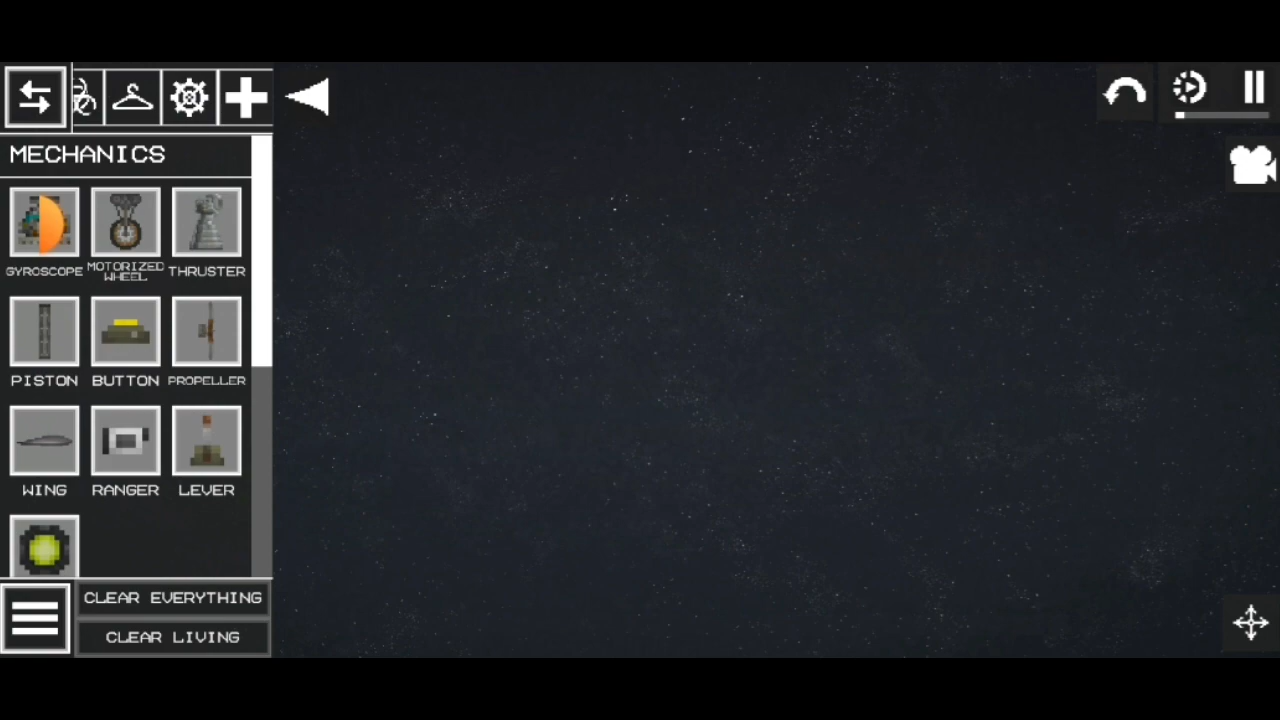 MECHANICS
GYROSCOPE
MOTORIZED
WHEEL
THRUSTER
PISTON
BUTTON
PROPELLER
WING
RANGER
LEVER
CLEAR EVERYTHING
CLEAR LIVING